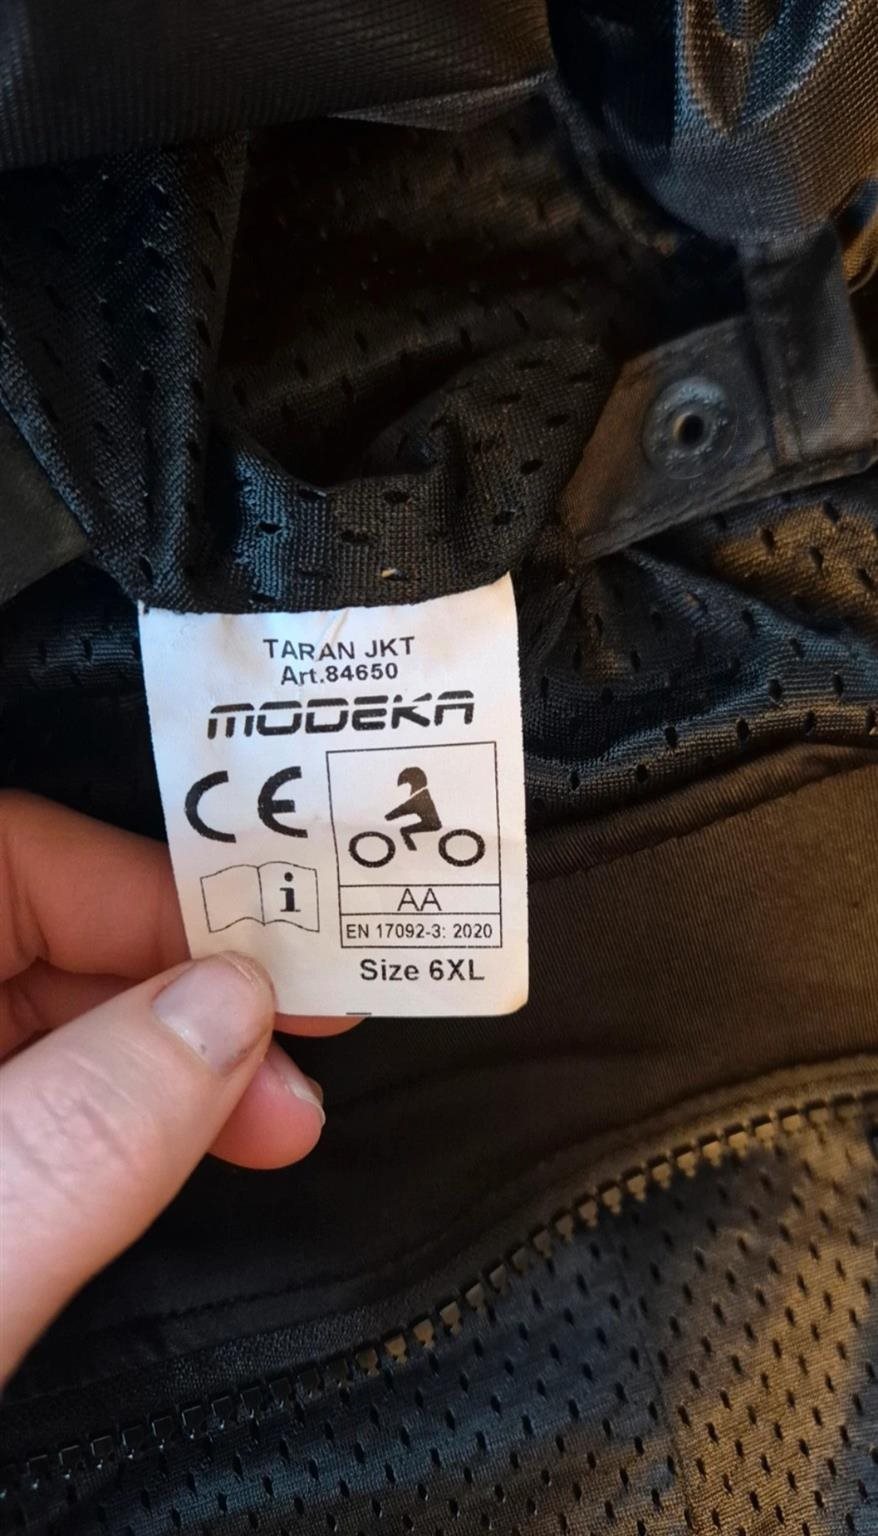 TARAN JKT
Art.84650
MODEKA
CE
i
AA
EN 17092-3: 2020
Size 6XL